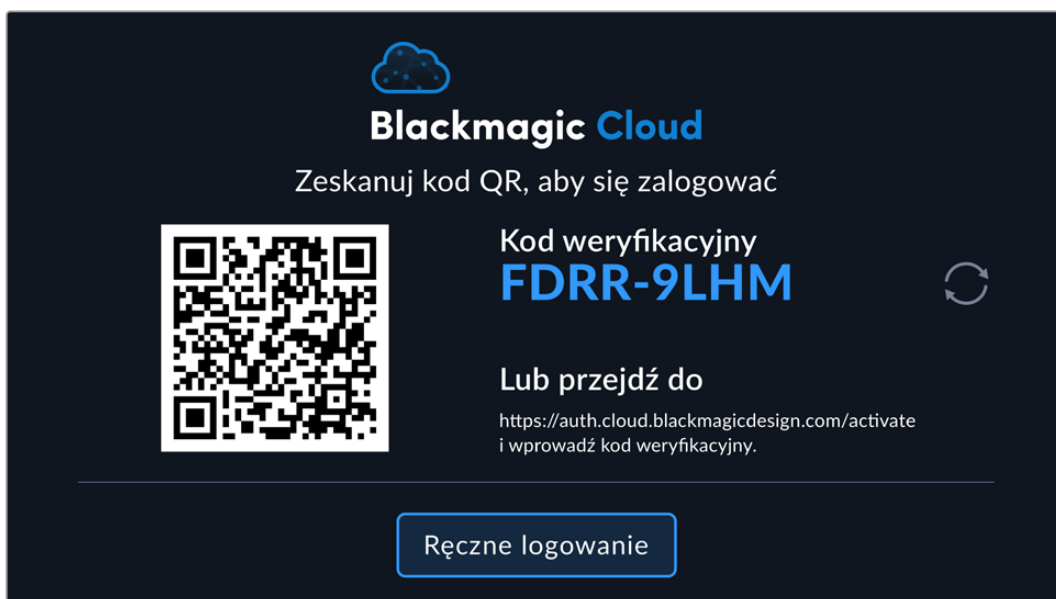 Blackmagic Cloud
Zeskanuj kod QR, aby się zalogować
Kod weryfikacyjny
FDRR-9LHM
Lub przejdź do
https://auth.cloud.blackmagicdesign.com/activate
i wprowadź kod weryfikacyjny.
Ręczne logowanie